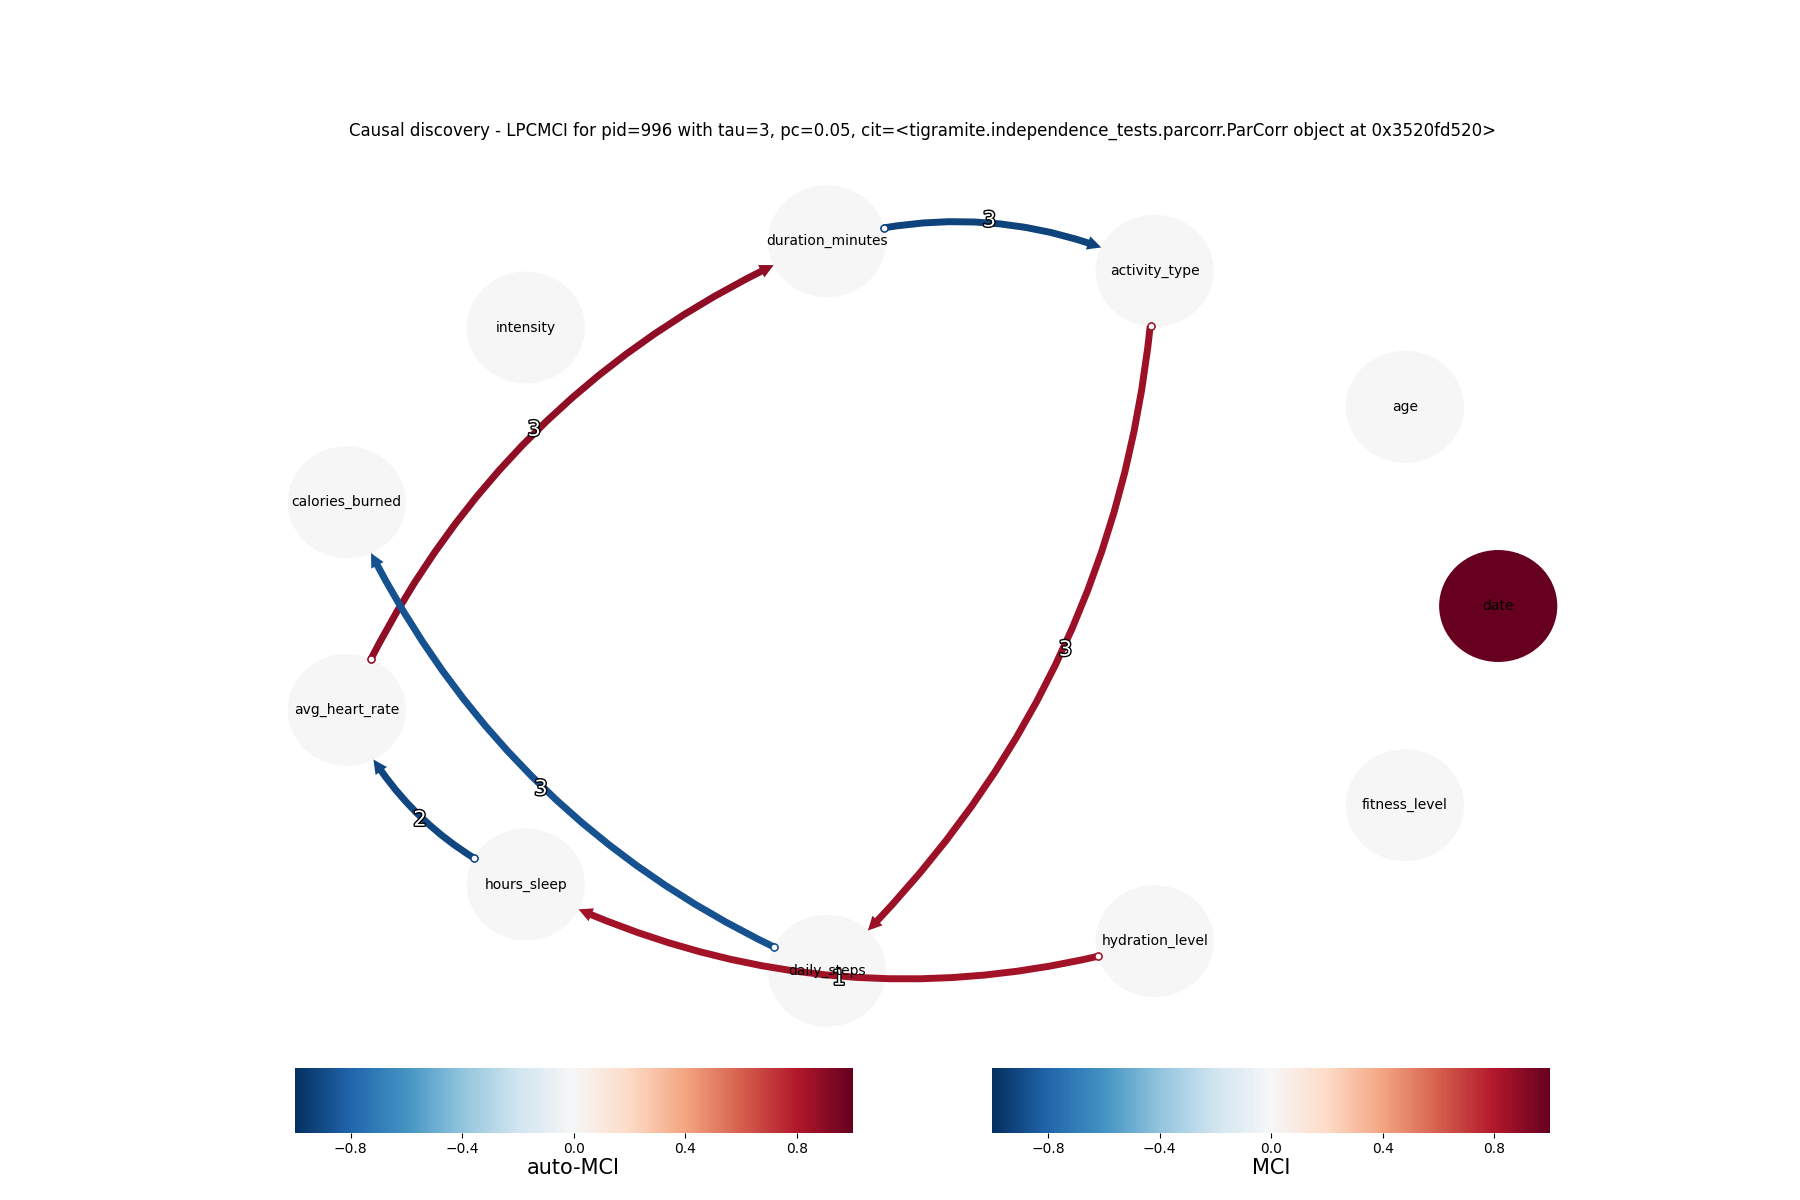 Causal discovery - LPCMCI for pid=996 with tau=3, pc=0.05, cit=<tigramite.independence_tests.parcorr.ParCorr object at 0x3520fd520>
3
duration_minutes
activity_type
intensity
age
3
calories_burned
date
3
avg_heart_rate
3
2
fitness_level
hours_sleep
hydration_level
daily_steps
1
−0.8 −0.4 0.0 0.4 0.8
auto-MCI
−0.8 −0.4 0.0 0.4 0.8
MCI